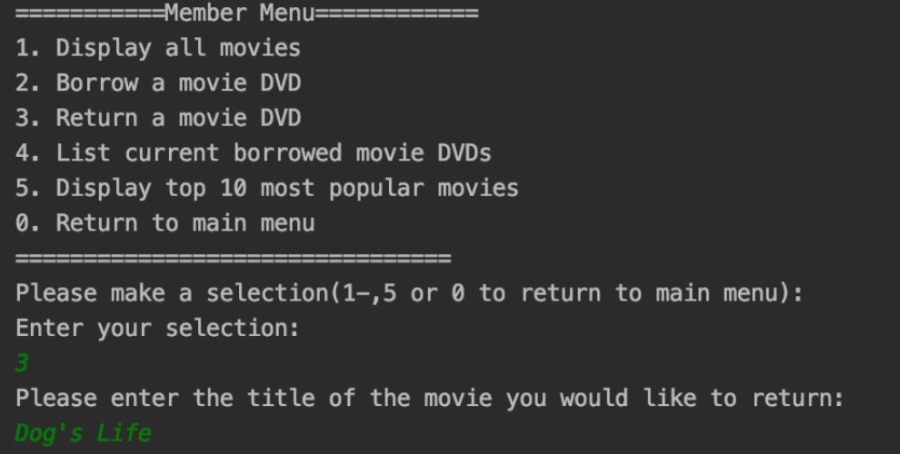 ===========Member Menu============
1. Display all movies
2. Borrow a movie DVD
3. Return a movie DVD
4. List current borrowed movie DVDs
5. Display top 10 most popular movies
0. Return to main menu
================================
Please make a selection(1-,5 or 0 to return to main menu):
Enter your selection:
3
Please enter the title of the movie you would like to return:
Dog's Life